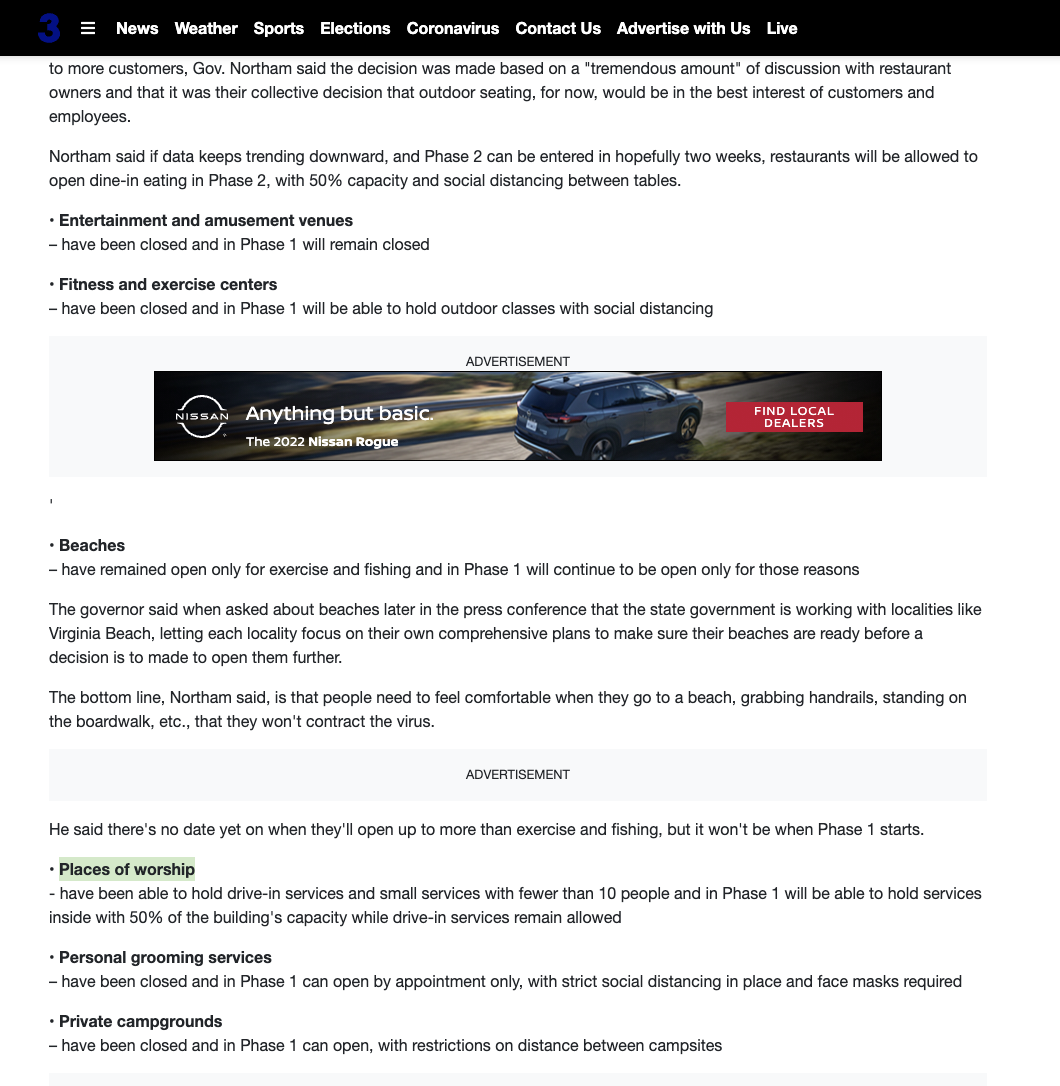 3 ☰ News Weather Sports Elections Coronavirus Contact Us Advertise with Us Live
to more customers, Gov. Northam said the decision was made based on a "tremendous amount" of discussion with restaurant
owners and that it was their collective decision that outdoor seating, for now, would be in the best interest of customers and
employees.
Northam said if data keeps trending downward, and Phase 2 can be entered in hopefully two weeks, restaurants will be allowed to
open dine-in eating in Phase 2, with 50% capacity and social distancing between tables.
• Entertainment and amusement venues
– have been closed and in Phase 1 will remain closed
• Fitness and exercise centers
– have been closed and in Phase 1 will be able to hold outdoor classes with social distancing
ADVERTISEMENT
NISSAN
Anything but basic.
The 2022 Nissan Rogue
FIND LOCAL
DEALERS
'
• Beaches
– have remained open only for exercise and fishing and in Phase 1 will continue to be open only for those reasons
The governor said when asked about beaches later in the press conference that the state government is working with localities like
Virginia Beach, letting each locality focus on their own comprehensive plans to make sure their beaches are ready before a
decision is to made to open them further.
The bottom line, Northam said, is that people need to feel comfortable when they go to a beach, grabbing handrails, standing on
the boardwalk, etc., that they won't contract the virus.
ADVERTISEMENT
He said there's no date yet on when they'll open up to more than exercise and fishing, but it won't be when Phase 1 starts.
• Places of worship
- have been able to hold drive-in services and small services with fewer than 10 people and in Phase 1 will be able to hold services
inside with 50% of the building's capacity while drive-in services remain allowed
• Personal grooming services
– have been closed and in Phase 1 can open by appointment only, with strict social distancing in place and face masks required
• Private campgrounds
– have been closed and in Phase 1 can open, with restrictions on distance between campsites